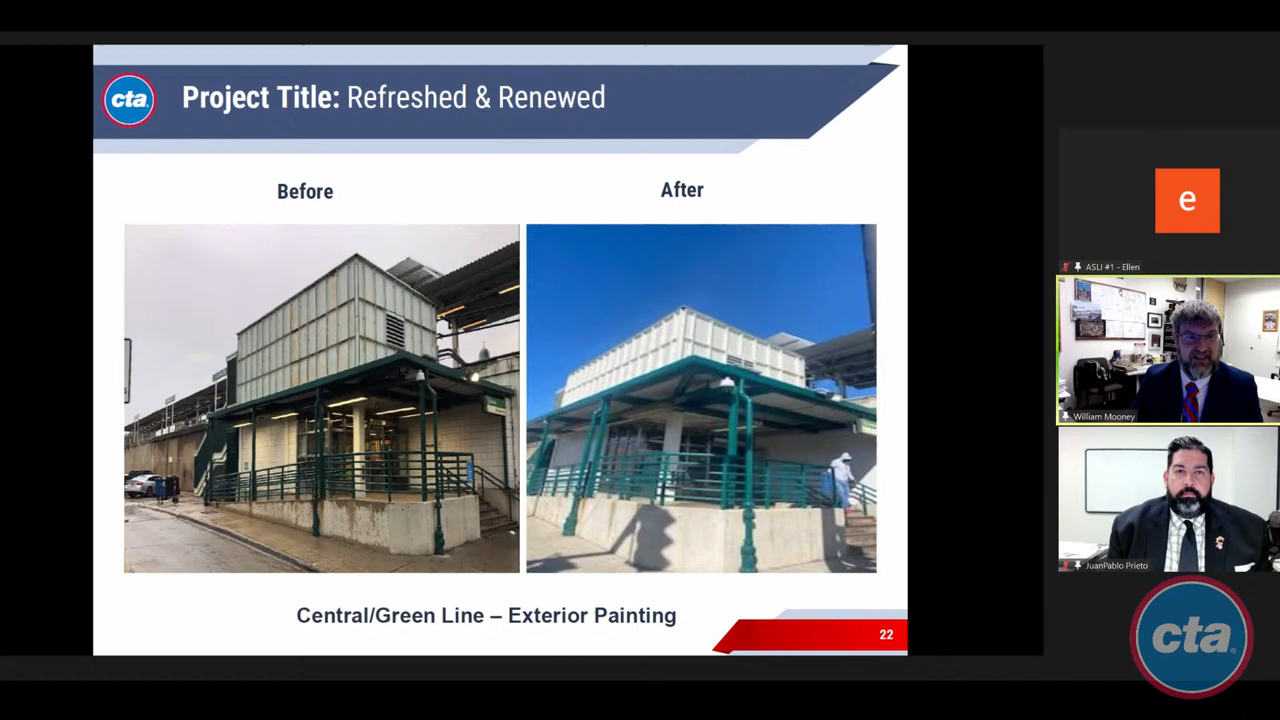 cta
Project Title: Refreshed & Renewed
Before
After
Central/Green Line – Exterior Painting
22
e
ASLI #1 - Ellen
William Mooney
JuanPablo Prieto
cta